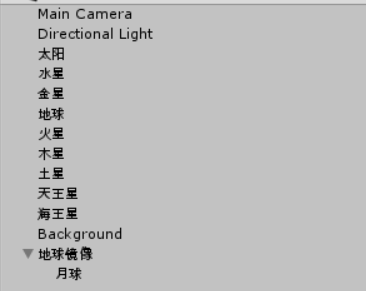 Main Camera
Directional Light
太阳
水星
金星
地球
火星
木星
土星
天王星
海王星
Background
地球镜像
月球